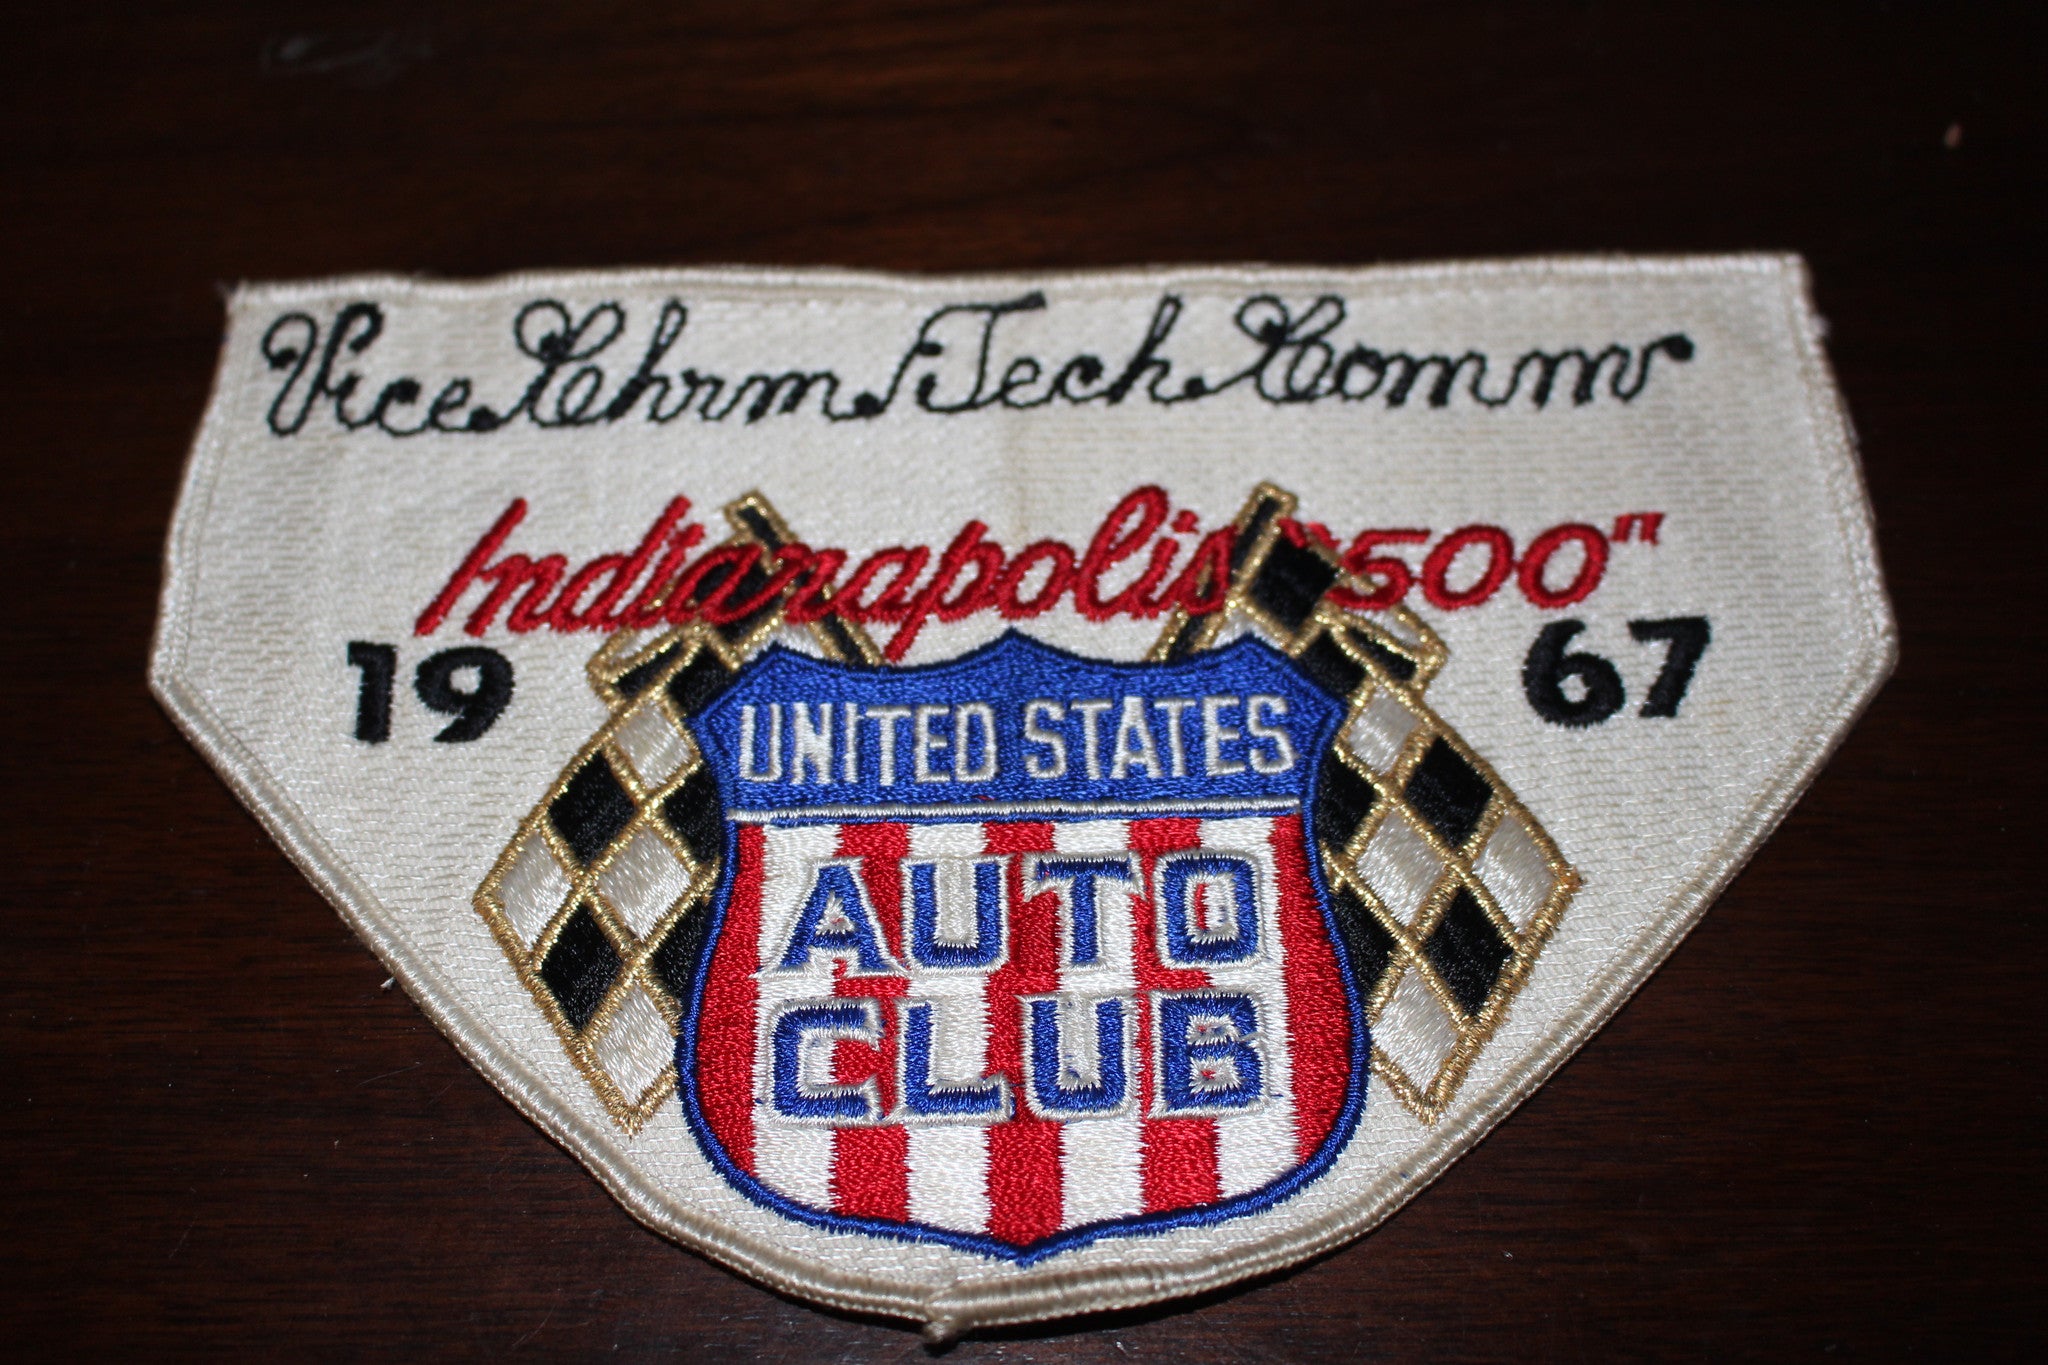 Vice Chrm Tech Comm
Indianapolis "500"
19 67
UNITED STATES
AUTO
CLUB